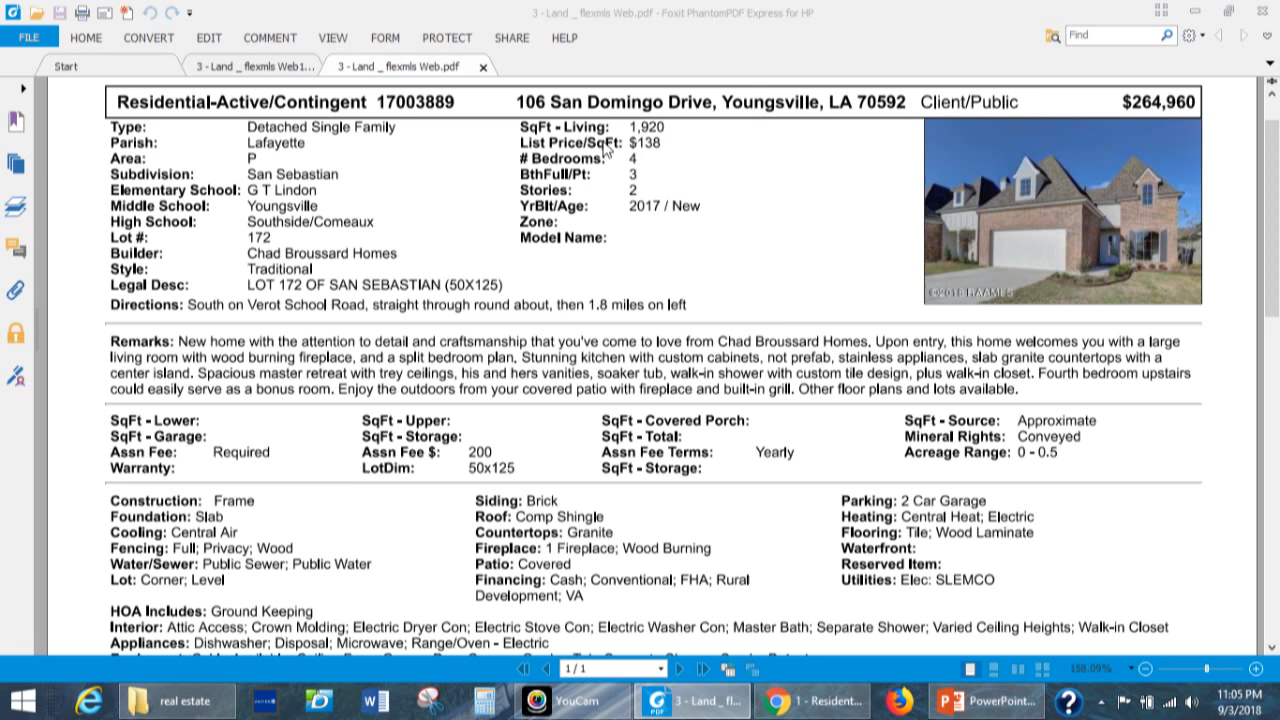 3 - Land _ flexmls Web.pdf - Foxit PhantomPDF Express for HP
FILE HOME CONVERT EDIT COMMENT VIEW FORM PROTECT SHARE HELP Find
Start 3 - Land _ flexmls Web1... 3 - Land _ flexmls Web.pdf
Residential-Active/Contingent 17003889 106 San Domingo Drive, Youngsville, LA 70592 Client/Public $264,960
Type: Detached Single Family SqFt - Living: 1,920
Parish: Lafayette List Price/SqFt: $138
Area: P # Bedrooms: 4
Subdivision: San Sebastian BthFull/Pt: 3
Elementary School: G T Lindon Stories: 2
Middle School: Youngsville YrBlt/Age: 2017 / New
High School: Southside/Comeaux Zone:
Lot #: 172 Model Name:
Builder: Chad Broussard Homes
Style: Traditional
Legal Desc: LOT 172 OF SAN SEBASTIAN (50X125)
©2018 HAAMLS
Directions: South on Verot School Road, straight through round about, then 1.8 miles on left
Remarks: New home with the attention to detail and craftsmanship that you've come to love from Chad Broussard Homes. Upon entry, this home welcomes you with a large
living room with wood burning fireplace, and a split bedroom plan. Stunning kitchen with custom cabinets, not prefab, stainless appliances, slab granite countertops with a
center island. Spacious master retreat with trey ceilings, his and hers vanities, soaker tub, walk-in shower with custom tile design, plus walk-in closet. Fourth bedroom upstairs
could easily serve as a bonus room. Enjoy the outdoors from your covered patio with fireplace and built-in grill. Other floor plans and lots available.
SqFt - Lower: SqFt - Upper: SqFt - Covered Porch: SqFt - Source: Approximate
SqFt - Garage: SqFt - Storage: SqFt - Total: Mineral Rights: Conveyed
Assn Fee: Required Assn Fee $: 200 Assn Fee Terms: Yearly Acreage Range: 0 - 0.5
Warranty: LotDim: 50x125 SqFt - Storage:
Construction: Frame Siding: Brick Parking: 2 Car Garage
Foundation: Slab Roof: Comp Shingle Heating: Central Heat; Electric
Cooling: Central Air Countertops: Granite Flooring: Tile; Wood Laminate
Fencing: Full; Privacy; Wood Fireplace: 1 Fireplace; Wood Burning Waterfront:
Water/Sewer: Public Sewer; Public Water Patio: Covered Reserved Item:
Lot: Corner; Level Financing: Cash; Conventional; FHA; Rural Utilities: Elec: SLEMCO
Development; VA
HOA Includes: Ground Keeping
Interior: Attic Access; Crown Molding; Electric Dryer Con; Electric Stove Con; Electric Washer Con; Master Bath; Separate Shower; Varied Ceiling Heights; Walk-in Closet
Appliances: Dishwasher; Disposal; Microwave; Range/Oven - Electric
1 / 1 158.09%
real estate YouCam 3 - Land _ fl... 1 - Resident... PowerPoint... 11:05 PM
9/3/2018